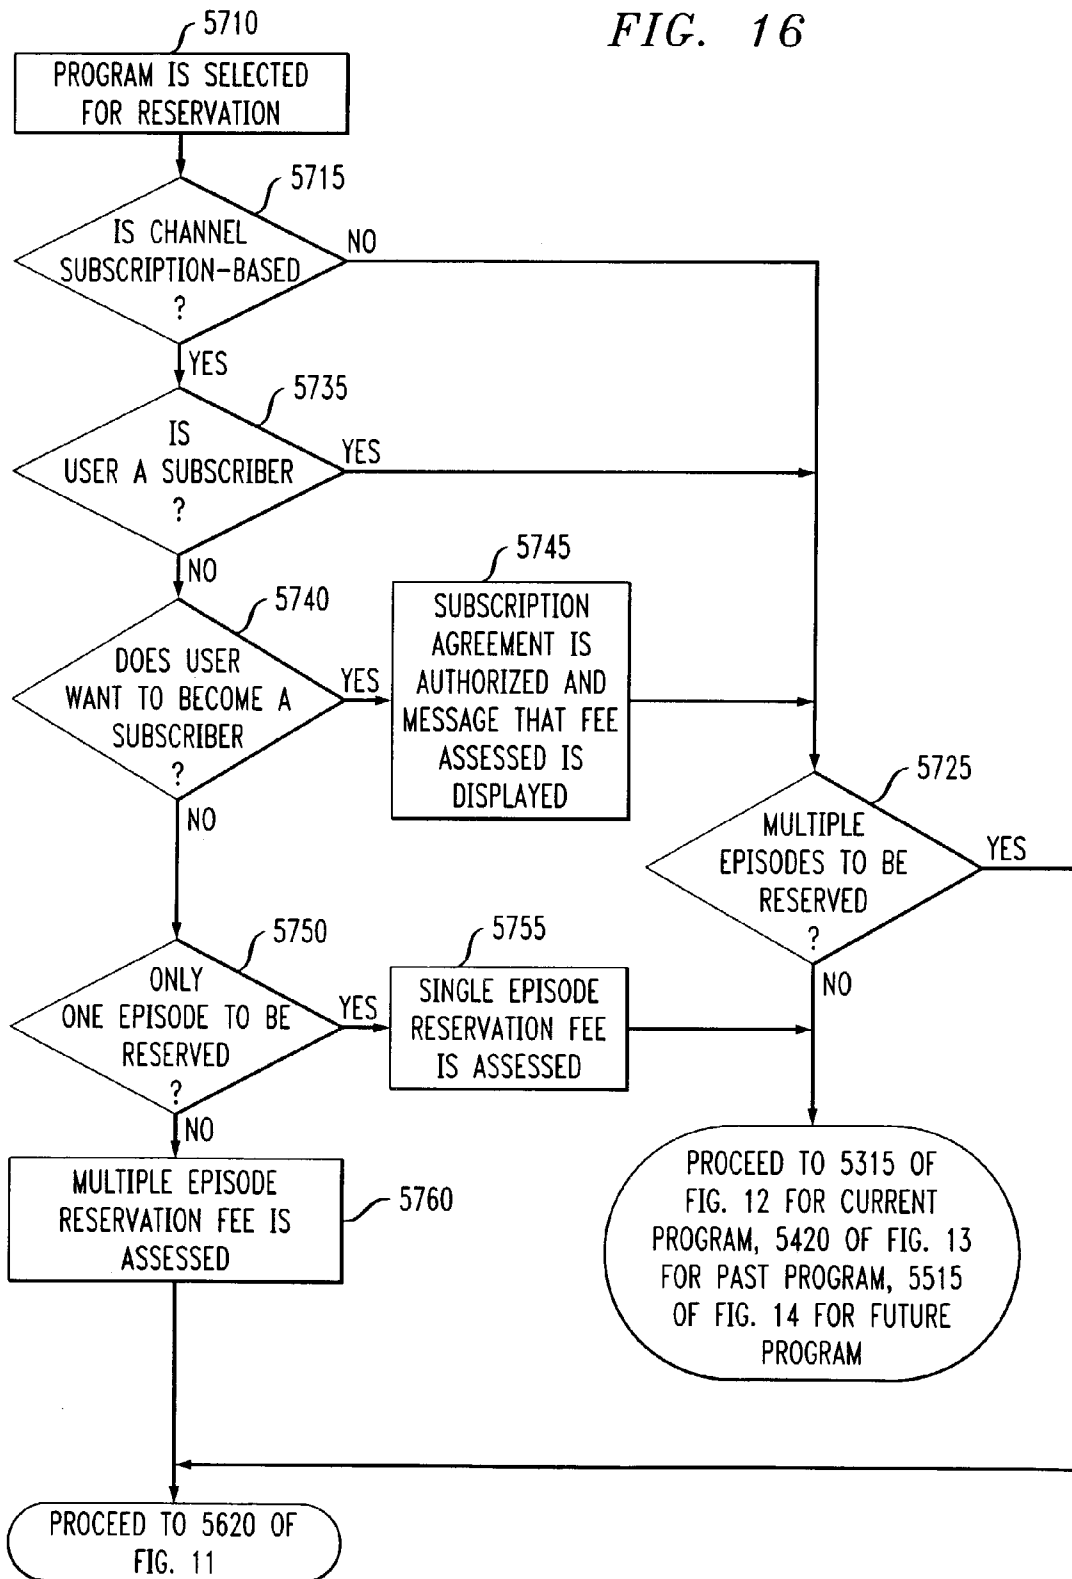 FIG. 16
5710
PROGRAM IS SELECTED
FOR RESERVATION
5715
IS CHANNEL
SUBSCRIPTION-BASED
?
NO
YES
5735
IS
USER A SUBSCRIBER
?
YES
NO
5740
DOES USER
WANT TO BECOME A
SUBSCRIBER
?
YES
NO
5745
SUBSCRIPTION
AGREEMENT IS
AUTHORIZED AND
MESSAGE THAT FEE
ASSESSED IS
DISPLAYED
5725
MULTIPLE
EPISODES TO BE
RESERVED
?
YES
NO
5750
ONLY
ONE EPISODE TO BE
RESERVED
?
YES
NO
5755
SINGLE EPISODE
RESERVATION FEE
IS ASSESSED
5760
MULTIPLE EPISODE
RESERVATION FEE IS
ASSESSED
PROCEED TO 5315 OF
FIG. 12 FOR CURRENT
PROGRAM, 5420 OF FIG. 13
FOR PAST PROGRAM, 5515
OF FIG. 14 FOR FUTURE
PROGRAM
PROCEED TO 5620 OF
FIG. 11